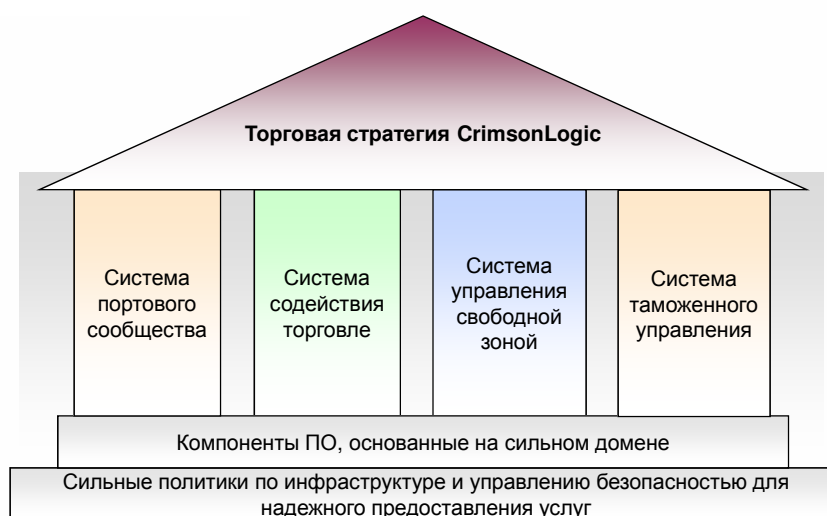 Торговая стратегия CrimsonLogic
Система
портового
сообщества
Система
содействия
торговле
Система
управления
свободной
зоной
Система
таможенного
управления
Компоненты ПО, основанные на сильном домене
Сильные политики по инфраструктуре и управлению безопасностью для
надежного предоставления услуг